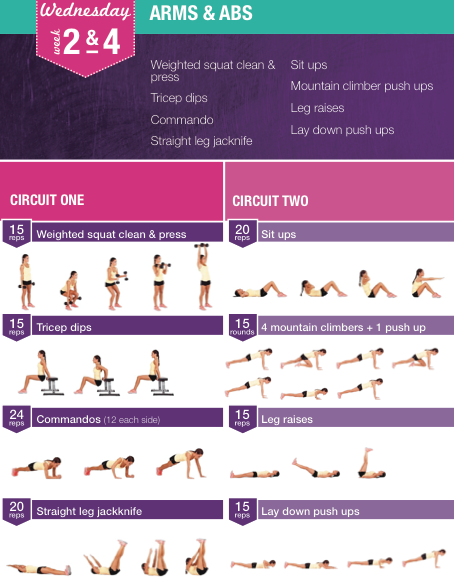 Wednesday
week
2 & 4
ARMS & ABS
Weighted squat clean &
press
Tricep dips
Commando
Straight leg jacknife
Sit ups
Mountain climber push ups
Leg raises
Lay down push ups
CIRCUIT ONE
15
reps
Weighted squat clean & press
15
reps
Tricep dips
24
reps
Commandos (12 each side)
20
reps
Straight leg jackknife
CIRCUIT TWO
20
reps
Sit ups
15
rounds
4 mountain climbers + 1 push up
15
reps
Leg raises
15
reps
Lay down push ups